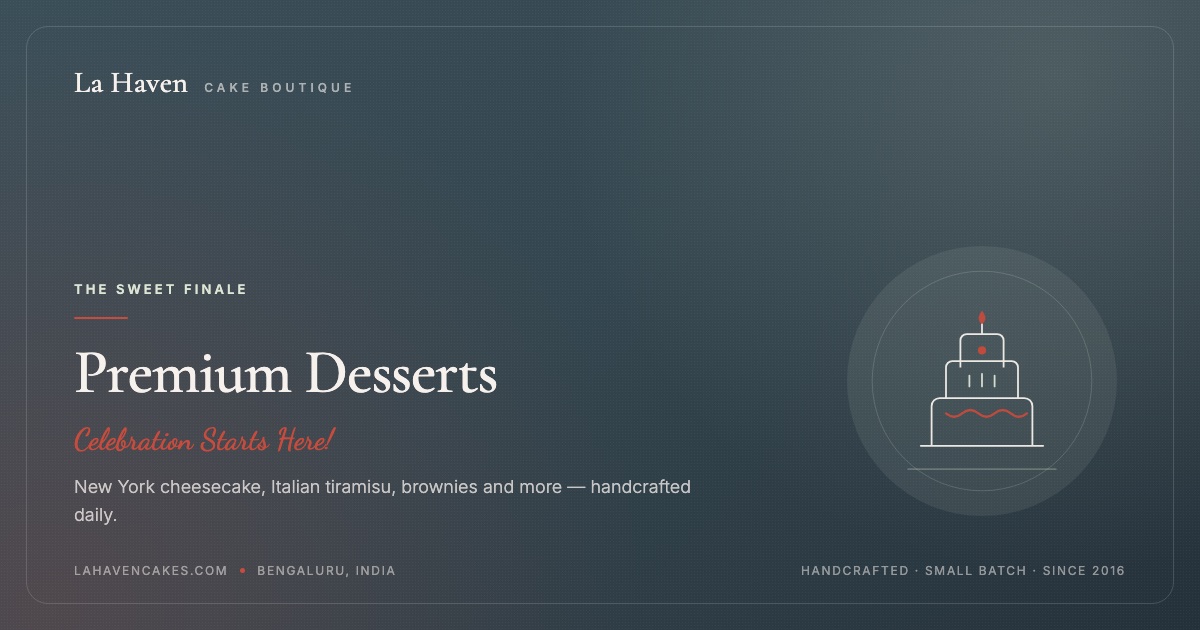 La Haven CAKE BOUTIQUE
THE SWEET FINALE
Premium Desserts
Celebration Starts Here!
New York cheesecake, Italian tiramisu, brownies and more — handcrafted
daily.
LAHAVENCAKES.COM • BENGALURU, INDIA
HANDCRAFTED · SMALL BATCH · SINCE 2016